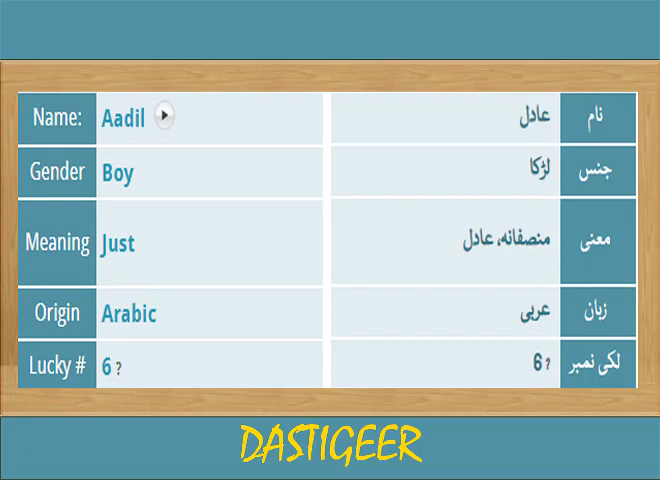 Name: Aadil عادل نام
Gender Boy لڑکا جنس
Meaning Just منصفانہ، عادل معنی
Origin Arabic عربی زبان
Lucky # 6 ? 6 ? لکی نمبر
DASTIGEER